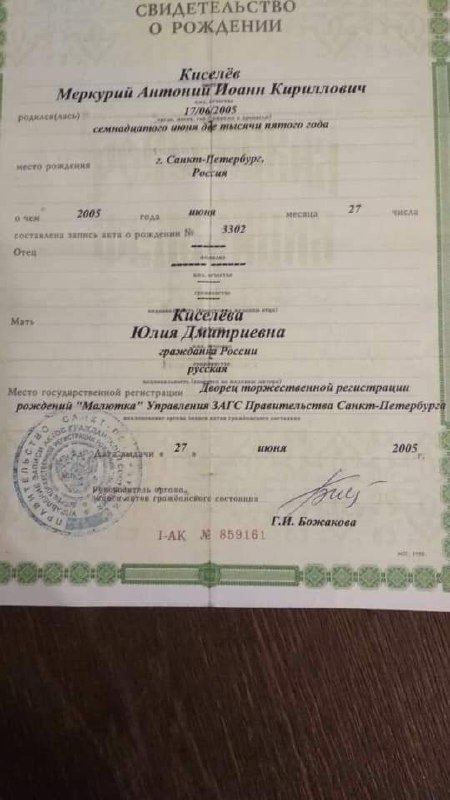 СВИДЕТЕЛЬСТВО
О РОЖДЕНИИ
Киселёв
Меркурий Антоний Иоанн Кириллович
родился(лась) 17/06/2005
семнадцатого июня две тысячи пятого года
место рождения г. Санкт-Петербург,
Россия
о чем 2005 года июня месяца 27 числа
составлена запись акта о рождении № 3302
Отец ------
------- ------
Мать Киселёва
Юлия Дмитриевна
гражданка России
русская
Место государственной регистрации Дворец торжественной регистрации
рождений "Малютка" Управления ЗАГС Правительства Санкт-Петербурга
Дата выдачи « 27 » июня 2005 г.
Руководитель органа
записи актов гражданского состояния
Г.И. Божакова
I-АК № 859161